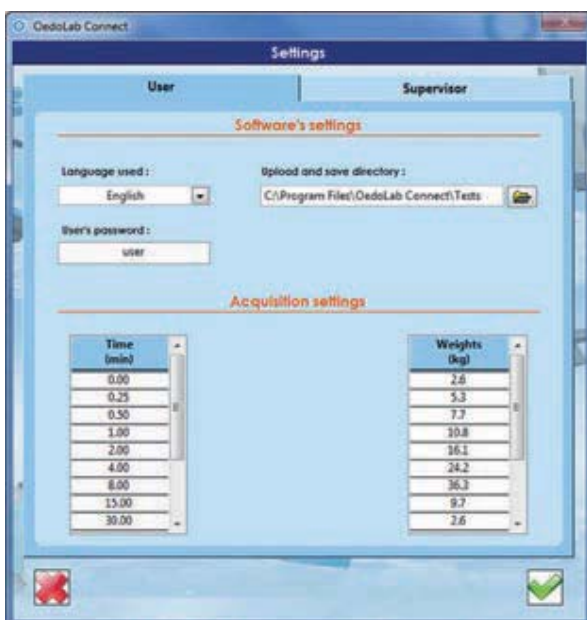 OedoLab Connect
Settings
User Supervisor
Software's settings
Language used : Upload and save directory :
English C:\Program Files\OedoLab Connect\Tests
User's password :
user
Acquisition settings
Time (min) Weights (kg)
0.00 2.6
0.25 5.3
0.50 7.7
1.00 10.8
2.00 16.1
4.00 24.2
8.00 36.3
15.00 9.7
30.00 2.6